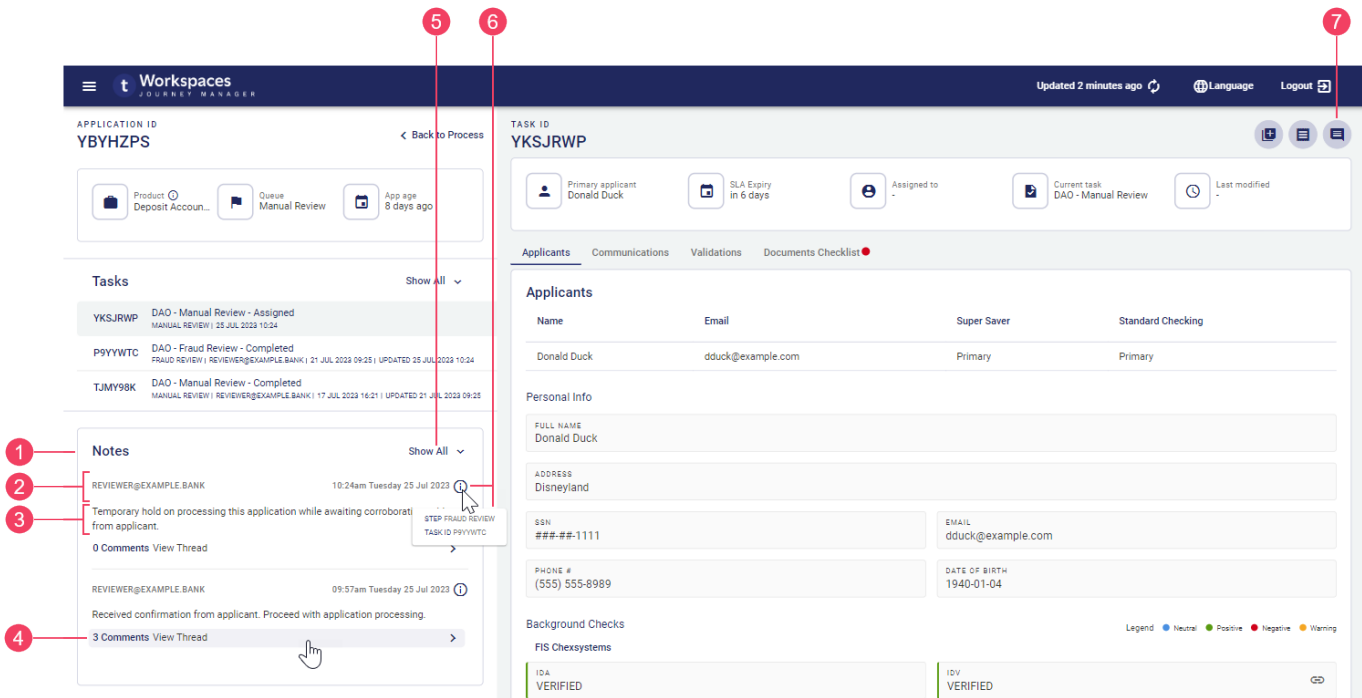 5
6
7
t Workspaces
JOURNEY MANAGER
Updated 2 minutes ago
Language
Logout
APPLICATION ID
YBYHZPS
Back to Process
Product
Deposit Accoun...
Queue
Manual Review
App age
8 days ago
Tasks
Show All
YKSJRWP
DAO - Manual Review - Assigned
MANUAL REVIEW | 25 JUL 2023 10:24
P9YYWTC
DAO - Fraud Review - Completed
FRAUD REVIEW | REVIEWER@EXAMPLE.BANK | 21 JUL 2023 09:25 | UPDATED 25 JUL 2023 10:24
TJMY98K
DAO - Manual Review - Completed
MANUAL REVIEW | REVIEWER@EXAMPLE.BANK | 17 JUL 2023 16:21 | UPDATED 21 JUL 2023 09:25
1
Notes
Show All
2
REVIEWER@EXAMPLE.BANK
10:24am Tuesday 25 Jul 2023
3
Temporary hold on processing this application while awaiting corroborati
from applicant.
STEP FRAUD REVIEW
TASK ID P9YYWTC
0 Comments View Thread
REVIEWER@EXAMPLE.BANK
09:57am Tuesday 25 Jul 2023
Received confirmation from applicant. Proceed with application processing.
4
3 Comments View Thread
TASK ID
YKSJRWP
Primary applicant
Donald Duck
SLA Expiry
in 6 days
Assigned to
-
Current task
DAO - Manual Review
Last modified
-
Applicants
Communications
Validations
Documents Checklist
Applicants
Name
Email
Super Saver
Standard Checking
Donald Duck
dduck@example.com
Primary
Primary
Personal Info
FULL NAME
Donald Duck
ADDRESS
Disneyland
SSN
###-##-1111
EMAIL
dduck@example.com
PHONE #
(555) 555-8989
DATE OF BIRTH
1940-01-04
Background Checks
Legend
Neutral
Positive
Negative
Warning
FIS Chexsystems
IDA
VERIFIED
IDV
VERIFIED